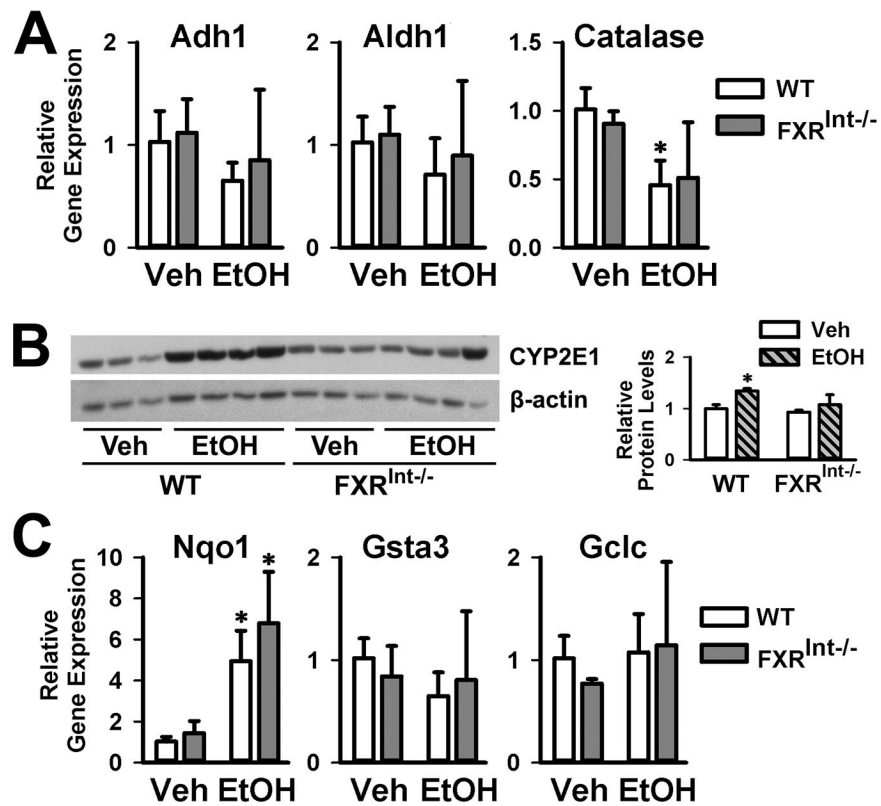 A
Adh1
Aldh1
Catalase
Relative
Gene Expression
2
1
0
Veh EtOH
2
1
0
Veh EtOH
1.5
1.0
0.5
0.0
*
Veh EtOH
WT
FXR^Int-/-
B
CYP2E1
β-actin
Veh
EtOH
Veh
EtOH
WT
FXR^Int-/-
Veh
EtOH
Relative
Protein Levels
2
1
0
*
WT
FXR^Int-/-
C
Nqo1
Gsta3
Gclc
Relative
Gene Expression
10
8
6
4
2
0
*
*
Veh EtOH
2
1
0
Veh EtOH
2
1
0
Veh EtOH
WT
FXR^Int-/-